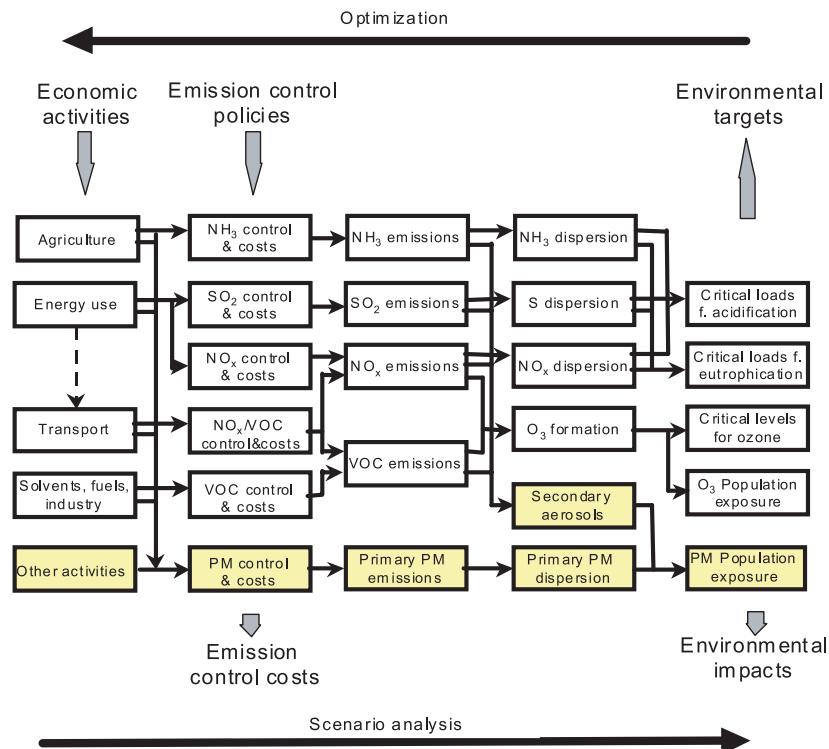 Optimization
Economic
activities
Emission control
policies
Environmental
targets
Agriculture
NH₃ control
& costs
NH₃ emissions
NH₃ dispersion
Energy use
SO₂ control
& costs
SO₂ emissions
S dispersion
Critical loads
f. acidification
NOₓ control
& costs
NOₓ emissions
NOₓ dispersion
Critical loads f.
eutrophication
Transport
NOₓ/VOC
control&costs
O₃ formation
Critical levels
for ozone
VOC emissions
Solvents, fuels,
industry
VOC control
& costs
Secondary
aerosols
O₃ Population
exposure
Other activities
PM control
& costs
Primary PM
emissions
Primary PM
dispersion
PM Population
exposure
Emission
control costs
Environmental
impacts
Scenario analysis